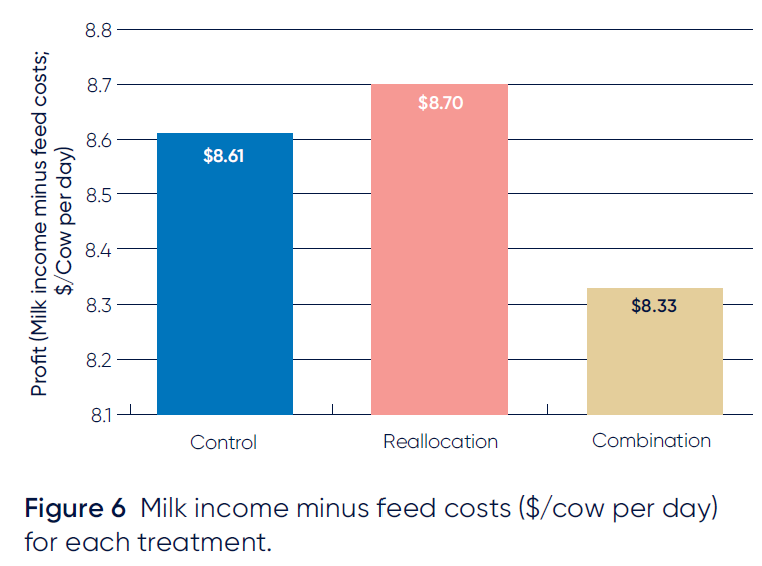 Profit (Milk income minus feed costs;
$/Cow per day)
8.8
8.7
8.6
8.5
8.4
8.3
8.2
8.1
$8.61
$8.70
$8.33
Control
Reallocation
Combination
Figure 6 Milk income minus feed costs ($/cow per day)
for each treatment.